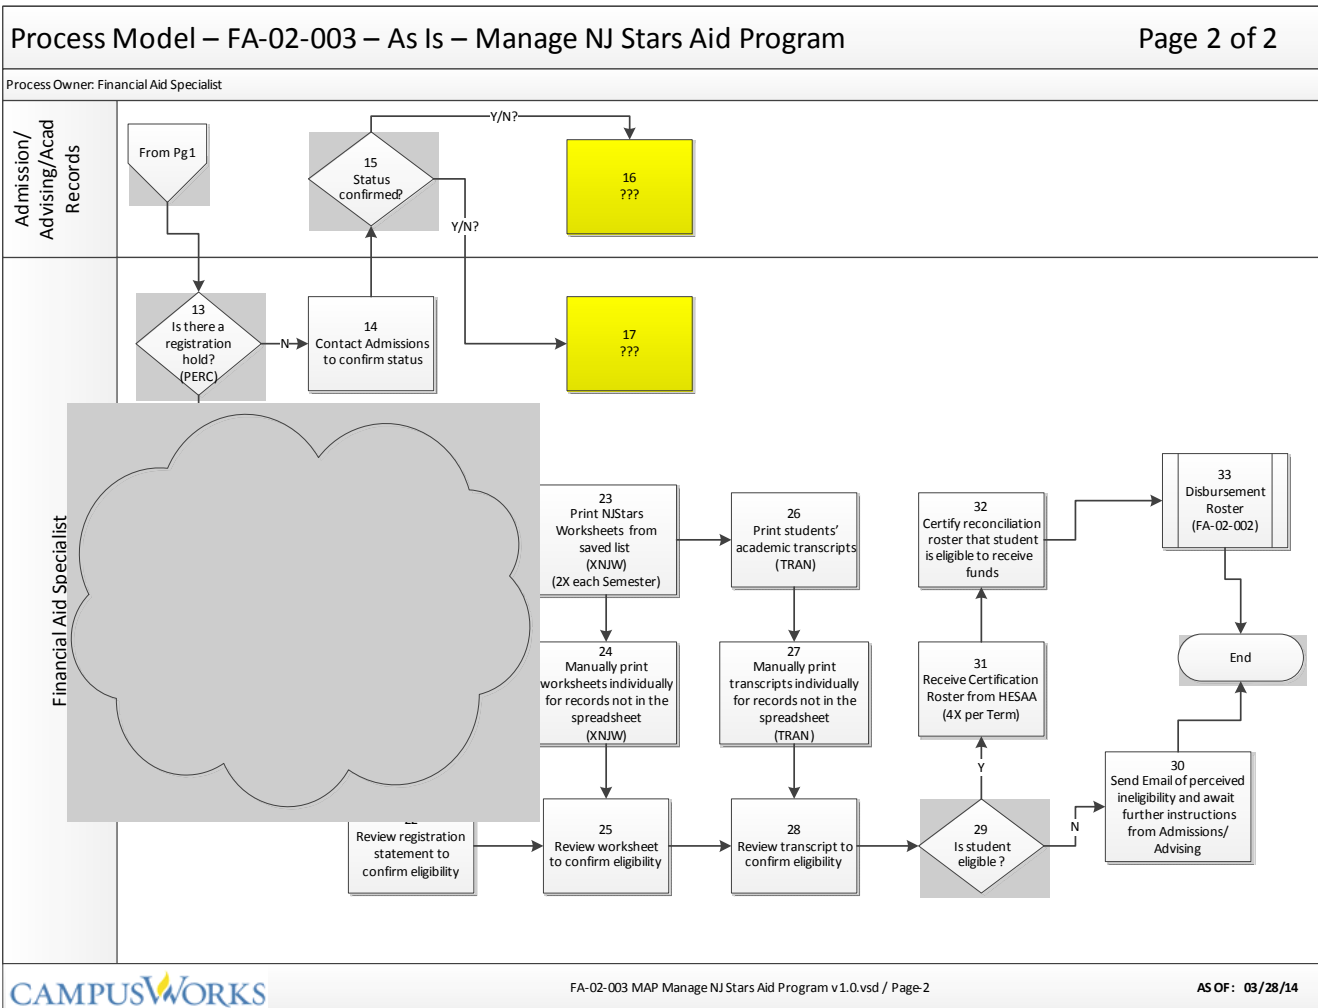 Process Model – FA-02-003 – As Is – Manage NJ Stars Aid Program
Page 2 of 2
Process Owner: Financial Aid Specialist
Admission/
Advising/Acad
Records
From Pg1
15
Status
confirmed?
Y/N?
Y/N?
16
???
Financial Aid Specialist
13
Is there a
registration
hold?
(PERC)
N
14
Contact Admissions
to confirm status
17
???
23
Print NJStars
Worksheets from
saved list
(XNJW)
(2X each Semester)
26
Print students'
academic transcripts
(TRAN)
32
Certify reconciliation
roster that student
is eligible to receive
funds
33
Disbursement
Roster
(FA-02-002)
24
Manually print
worksheets individually
for records not in the
spreadsheet
(XNJW)
27
Manually print
transcripts individually
for records not in the
spreadsheet
(TRAN)
31
Receive Certification
Roster from HESAA
(4X per Term)
End
Y
Review registration
statement to
confirm eligibility
25
Review worksheet
to confirm eligibility
28
Review transcript to
confirm eligibility
29
Is student
eligible ?
N
30
Send Email of perceived
ineligibility and await
further instructions
from Admissions/
Advising
CAMPUSWORKS
FA-02-003 MAP Manage NJ Stars Aid Program v 1.0.vsd / Page-2
AS OF: 03/28/14